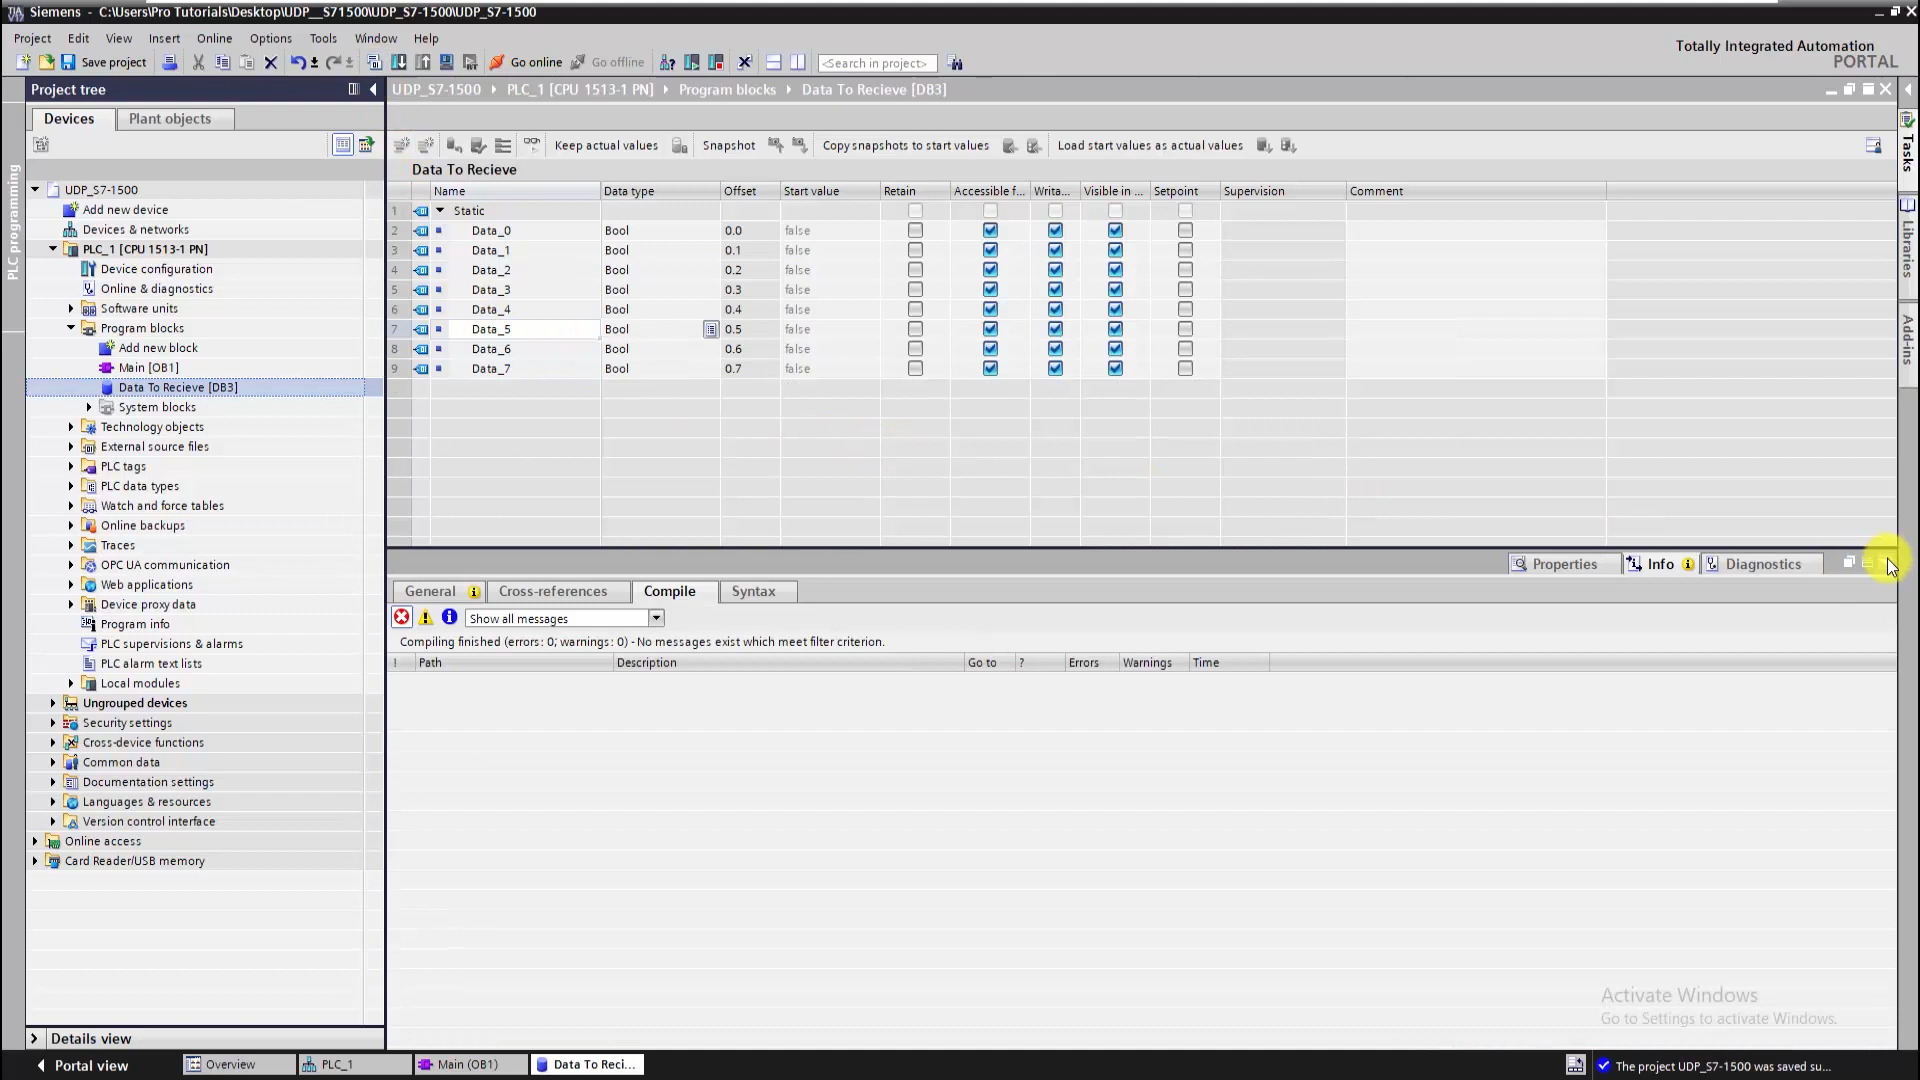 Siemens - C:\Users\Pro Tutorials\Desktop\UDP__S71500\UDP_S7-1500\UDP_S7-1500
Project Edit View Insert Online Options Tools Window Help
Totally Integrated Automation
PORTAL
Save project Go online Go offline <Search in project>
Project tree
UDP_S7-1500 PLC_1 [CPU 1513-1 PN] Program blocks Data To Recieve [DB3]
Devices Plant objects
Keep actual values Snapshot Copy snapshots to start values Load start values as actual values
Data To Recieve
Name Data type Offset Start value Retain Accessible f... Writa... Visible in ... Setpoint Supervision Comment
1 Static
2 Data_0 Bool 0.0 false
3 Data_1 Bool 0.1 false
4 Data_2 Bool 0.2 false
5 Data_3 Bool 0.3 false
6 Data_4 Bool 0.4 false
7 Data_5 Bool 0.5 false
8 Data_6 Bool 0.6 false
9 Data_7 Bool 0.7 false
PLC programming
UDP_S7-1500
Add new device
Devices & networks
PLC_1 [CPU 1513-1 PN]
Device configuration
Online & diagnostics
Software units
Program blocks
Add new block
Main [OB1]
Data To Recieve [DB3]
System blocks
Technology objects
External source files
PLC tags
PLC data types
Watch and force tables
Online backups
Traces
OPC UA communication
Web applications
Device proxy data
Program info
PLC supervisions & alarms
PLC alarm text lists
Local modules
Ungrouped devices
Security settings
Cross-device functions
Common data
Documentation settings
Languages & resources
Version control interface
Online access
Card Reader/USB memory
Tasks
Libraries
Add-ins
Properties Info Diagnostics
General Cross-references Compile Syntax
Show all messages
Compiling finished (errors: 0; warnings: 0) - No messages exist which meet filter criterion.
! Path Description Go to ? Errors Warnings Time
Activate Windows
Go to Settings to activate Windows.
Details view
Portal view Overview PLC_1 Main (OB1) Data To Reci... The project UDP_S7-1500 was saved su...